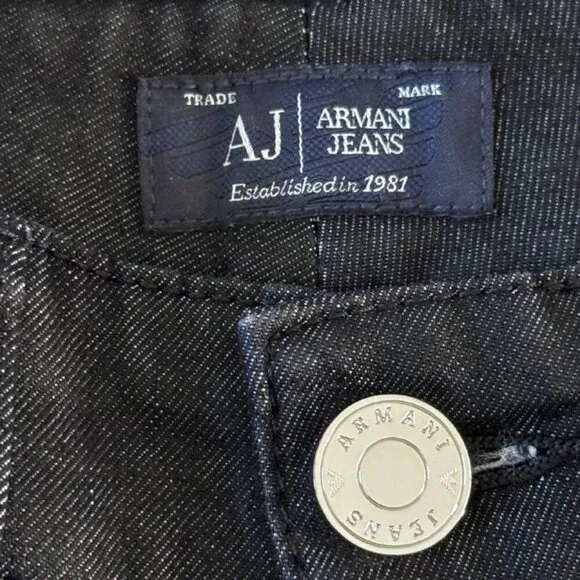 TRADE MARK
AJ ARMANI
JEANS
Established in 1981
ARMANI
JEANS